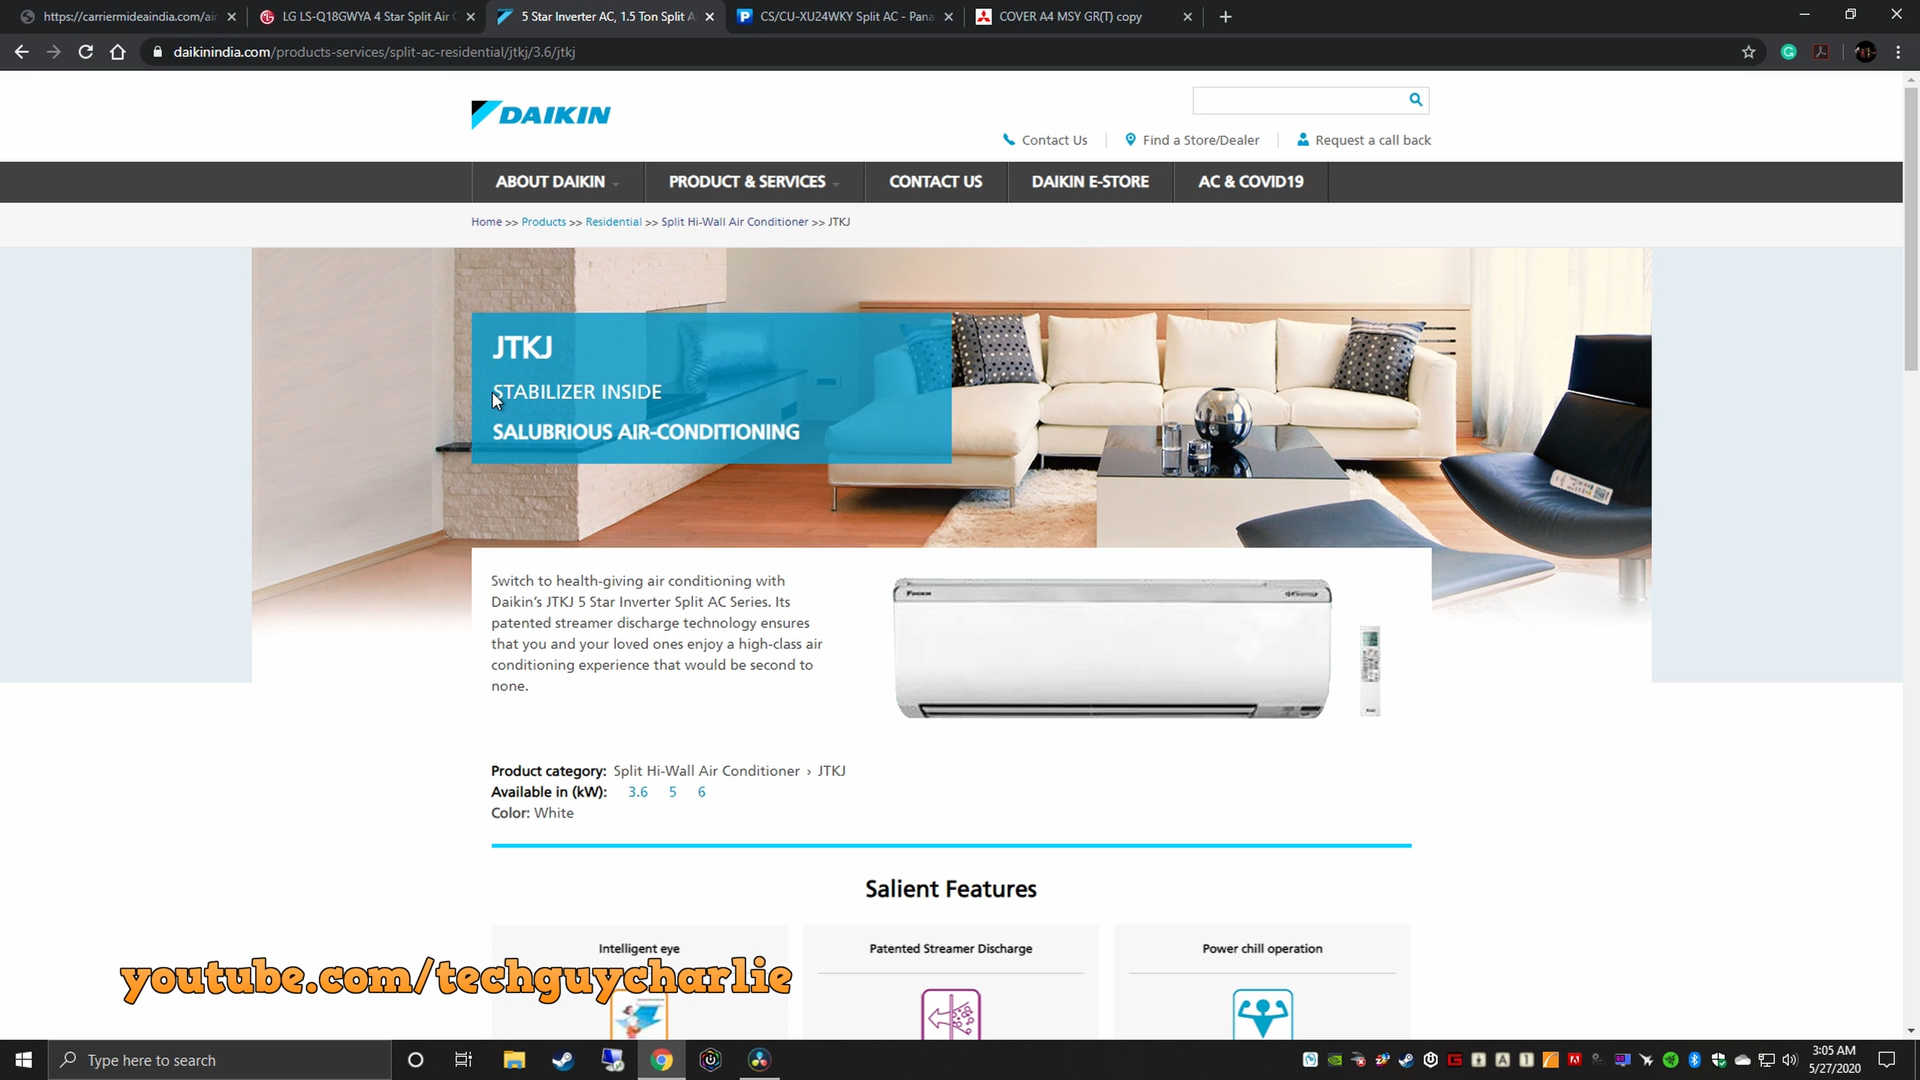 https://carriermideaindia.com/air
LG LS-Q18GWYA 4 Star Split Air C
5 Star Inverter AC, 1.5 Ton Split A
CS/CU-XU24WKY Split AC - Pana
COVER A4 MSY GR(T) copy
daikinindia.com/products-services/split-ac-residential/jtkj/3.6/jtkj
DAIKIN
Contact Us
Find a Store/Dealer
Request a call back
ABOUT DAIKIN
PRODUCT & SERVICES
CONTACT US
DAIKIN E-STORE
AC & COVID19
Home >> Products >> Residential >> Split Hi-Wall Air Conditioner >> JTKJ
JTKJ
STABILIZER INSIDE
SALUBRIOUS AIR-CONDITIONING
Switch to health-giving air conditioning with
Daikin's JTKJ 5 Star Inverter Split AC Series. Its
patented streamer discharge technology ensures
that you and your loved ones enjoy a high-class air
conditioning experience that would be second to
none.
Product category: Split Hi-Wall Air Conditioner › JTKJ
Available in (kW): 3.6 5 6
Color: White
Salient Features
Intelligent eye
Patented Streamer Discharge
Power chill operation
youtube.com/techguycharlie
Type here to search
3:05 AM
5/27/2020